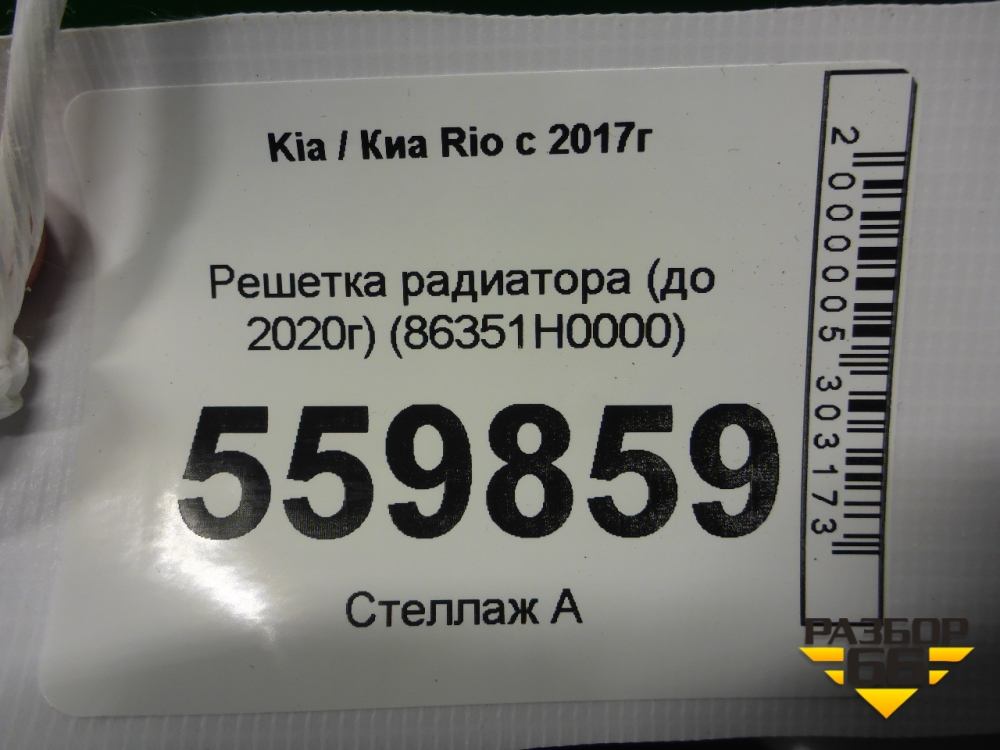 Kia / Киа Rio с 2017г
Решетка радиатора (до
2020г) (86351H0000)
559859
Стеллаж А
2 000005 303173
РАЗБОР
66